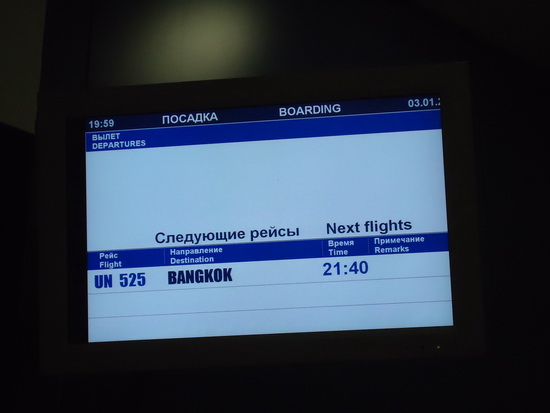 19:59 ПОСАДКА BOARDING 03.01.
ВЫЛЕТ
DEPARTURES
Следующие рейсы Next flights
Рейс Направление Время Примечание
Flight Destination Time Remarks
UN 525 BANGKOK 21:40